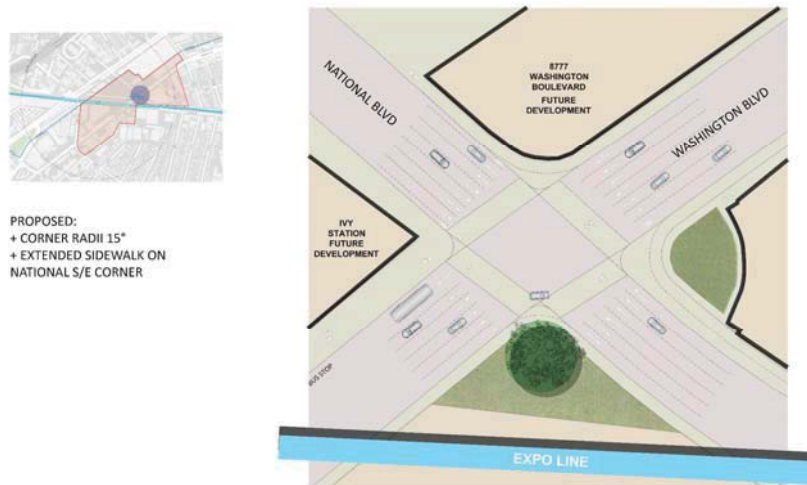 PROPOSED:
+ CORNER RADII 15"
+ EXTENDED SIDEWALK ON
NATIONAL S/E CORNER
NATIONAL BLVD
8777
WASHINGTON
BOULEVARD
FUTURE
DEVELOPMENT
WASHINGTON BLVD
IVY
STATION
FUTURE
DEVELOPMENT
BUS STOP
EXPO LINE